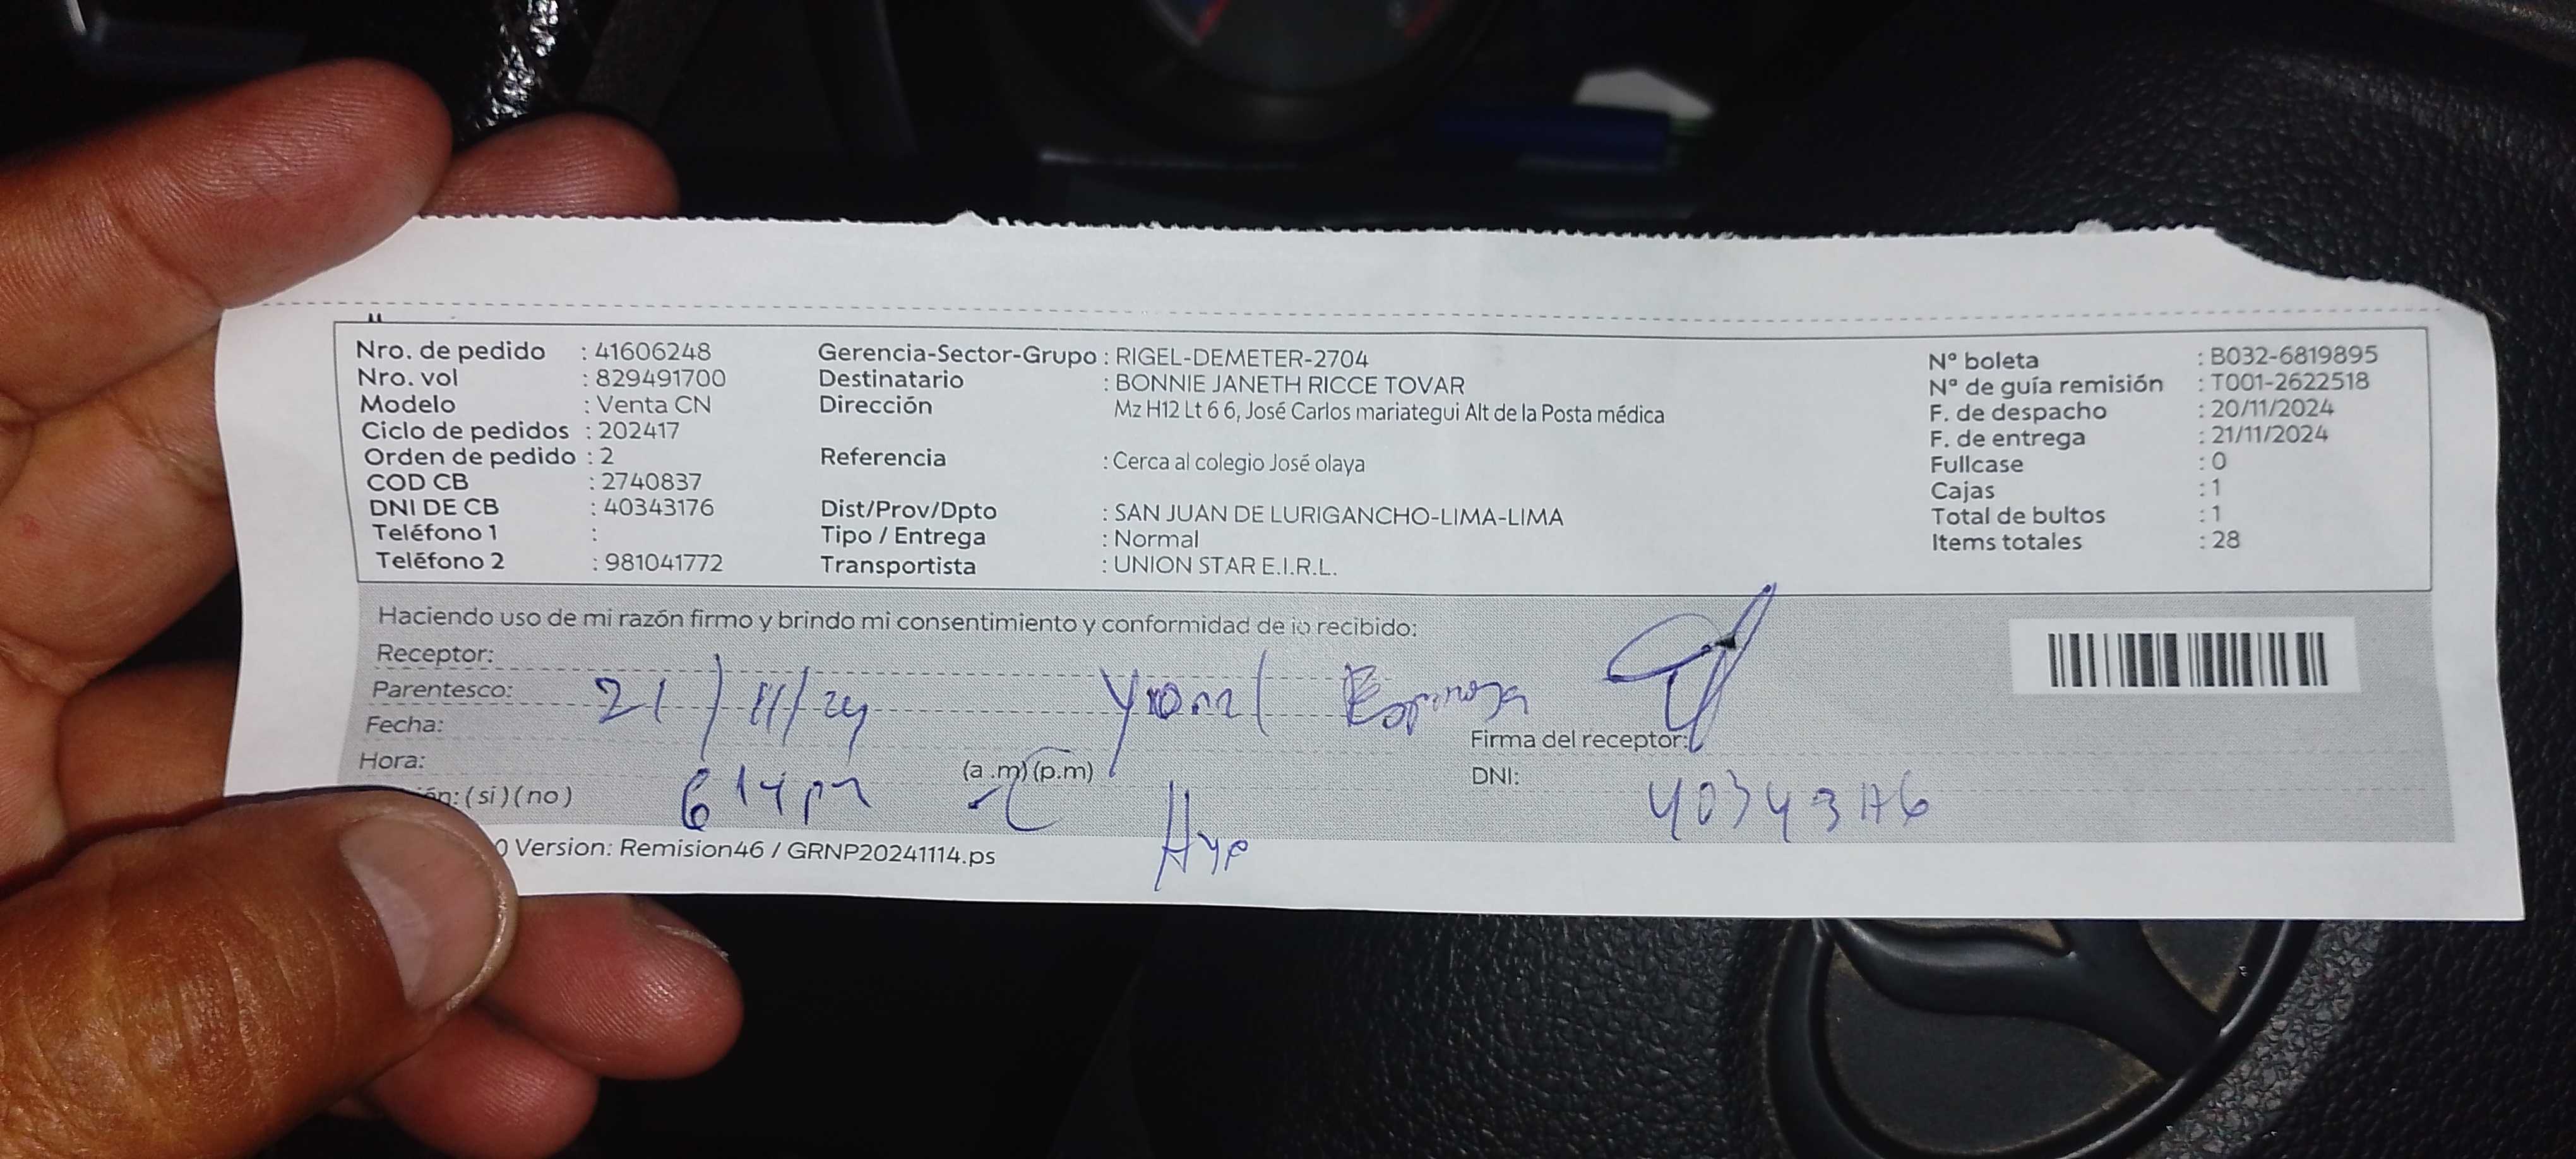 Nro. de pedido : 41606248
Nro. vol : 829491700
Modelo : Venta CN
Ciclo de pedidos : 202417
Orden de pedido : 2
COD CB : 2740837
DNI DE CB : 40343176
Teléfono 1 :
Teléfono 2 : 981041772
Gerencia-Sector-Grupo : RIGEL-DEMETER-2704
Destinatario : BONNIE JANETH RICCE TOVAR
Dirección Mz H12 Lt 6 6, José Carlos mariategui Alt de la Posta médica
Referencia : Cerca al colegio José olaya
Dist/Prov/Dpto : SAN JUAN DE LURIGANCHO-LIMA-LIMA
Tipo / Entrega : Normal
Transportista : UNION STAR E.I.R.L.
Nº boleta : B032-6819895
Nº de guía remisión : T001-2622518
F. de despacho : 20/11/2024
F. de entrega : 21/11/2024
Fullcase : 0
Cajas : 1
Total de bultos : 1
Items totales : 28
Haciendo uso de mi razón firmo y brindo mi consentimiento y conformidad de lo recibido:
Receptor:
Parentesco: 21/11/24 Espinoza
Fecha: Firma del receptor:
Hora: 6 14 pm (a .m) (p.m) DNI: 40343176
(si) (no)
0 Version: Remision46 / GRNP20241114.ps